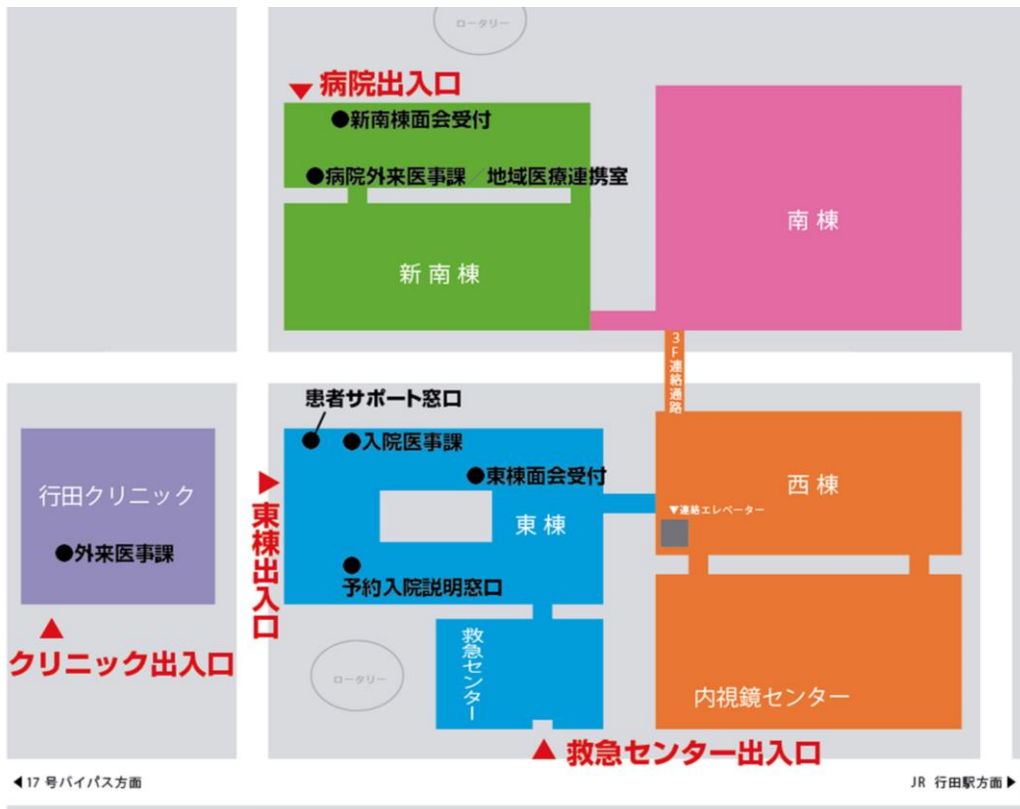 ロータリー
病院出入口
●新南棟面会受付
●病院外来医事課／地域医療連携室
新南棟
南棟
3F連絡通路
患者サポート窓口
●入院医事課
●東棟面会受付
東棟
予約入院説明窓口
東棟出入口
行田クリニック
●外来医事課
クリニック出入口
西棟
▼連絡エレベーター
救急センター
ロータリー
内視鏡センター
救急センター出入口
◀17 号バイパス方面
JR 行田駅方面▶